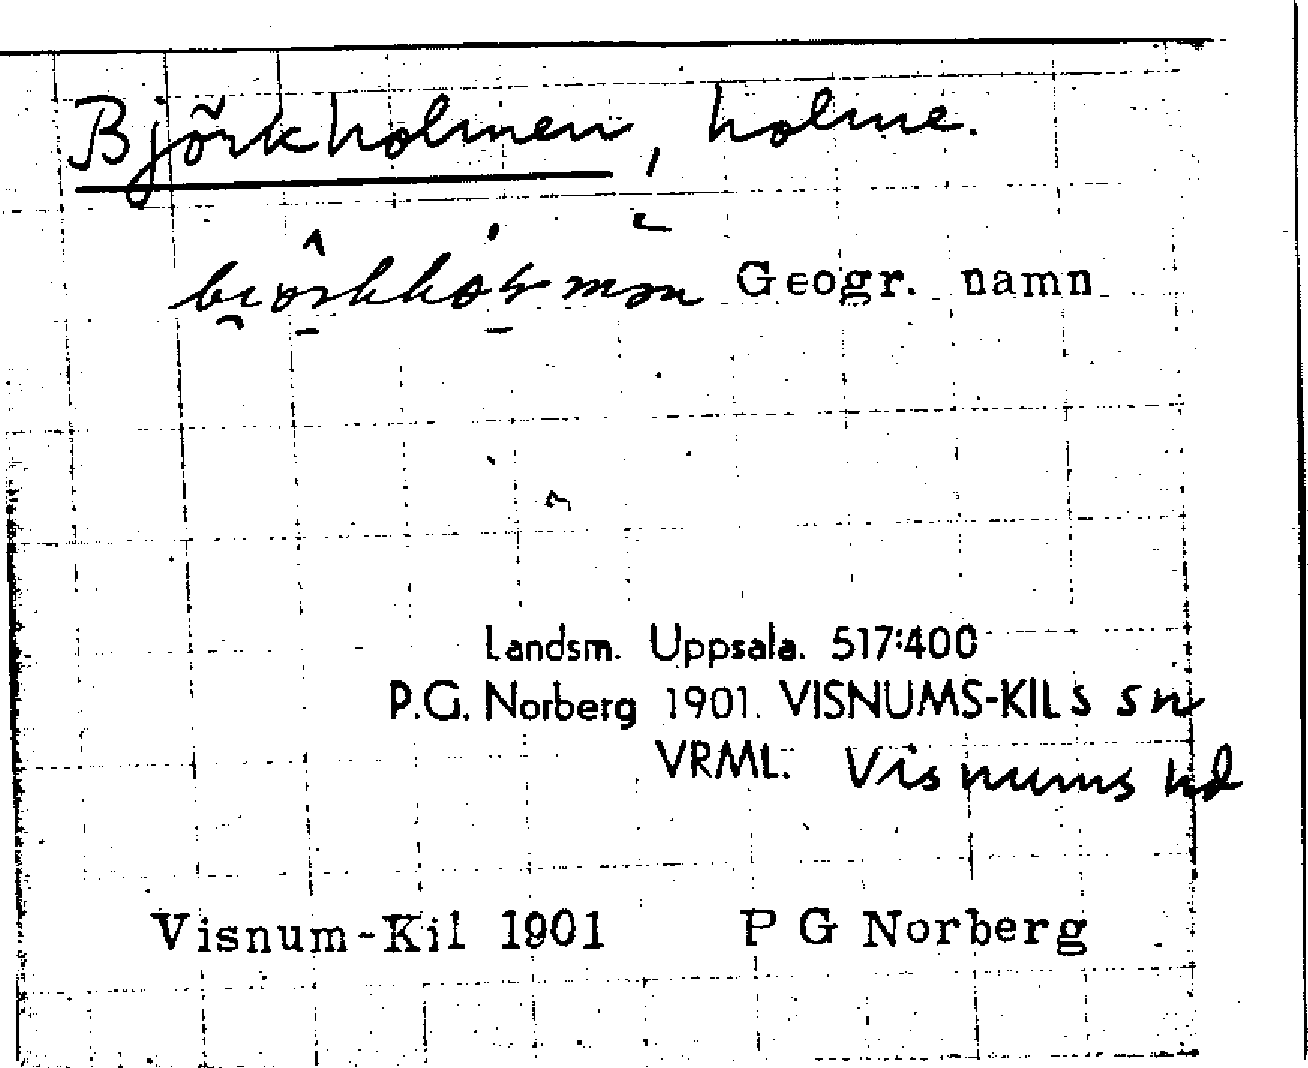 Björkholmen, holme.
Geogr. namn
Landsm. Uppsala. 517:400
P.G. Norberg 1901. VISNUMS-KILS sn
VRML. Visnums hd
Visnum-Kil 1901 P G Norberg